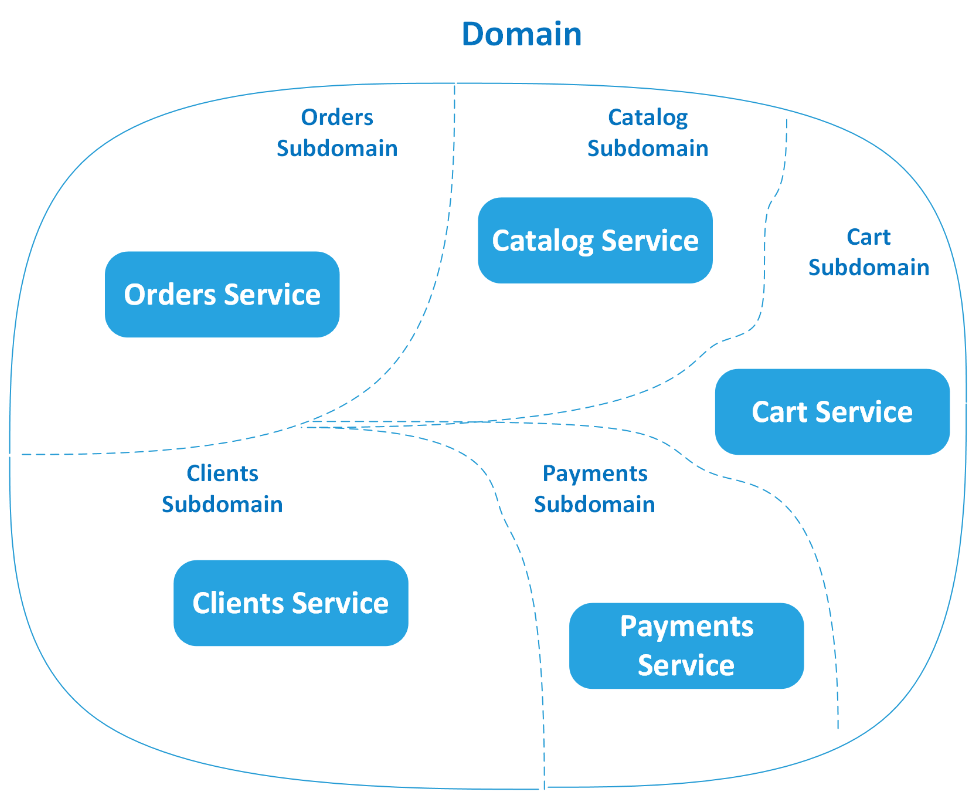 Domain
Orders
Subdomain
Catalog
Subdomain
Catalog Service
Cart
Subdomain
Orders Service
Cart Service
Clients
Subdomain
Payments
Subdomain
Clients Service
Payments
Service